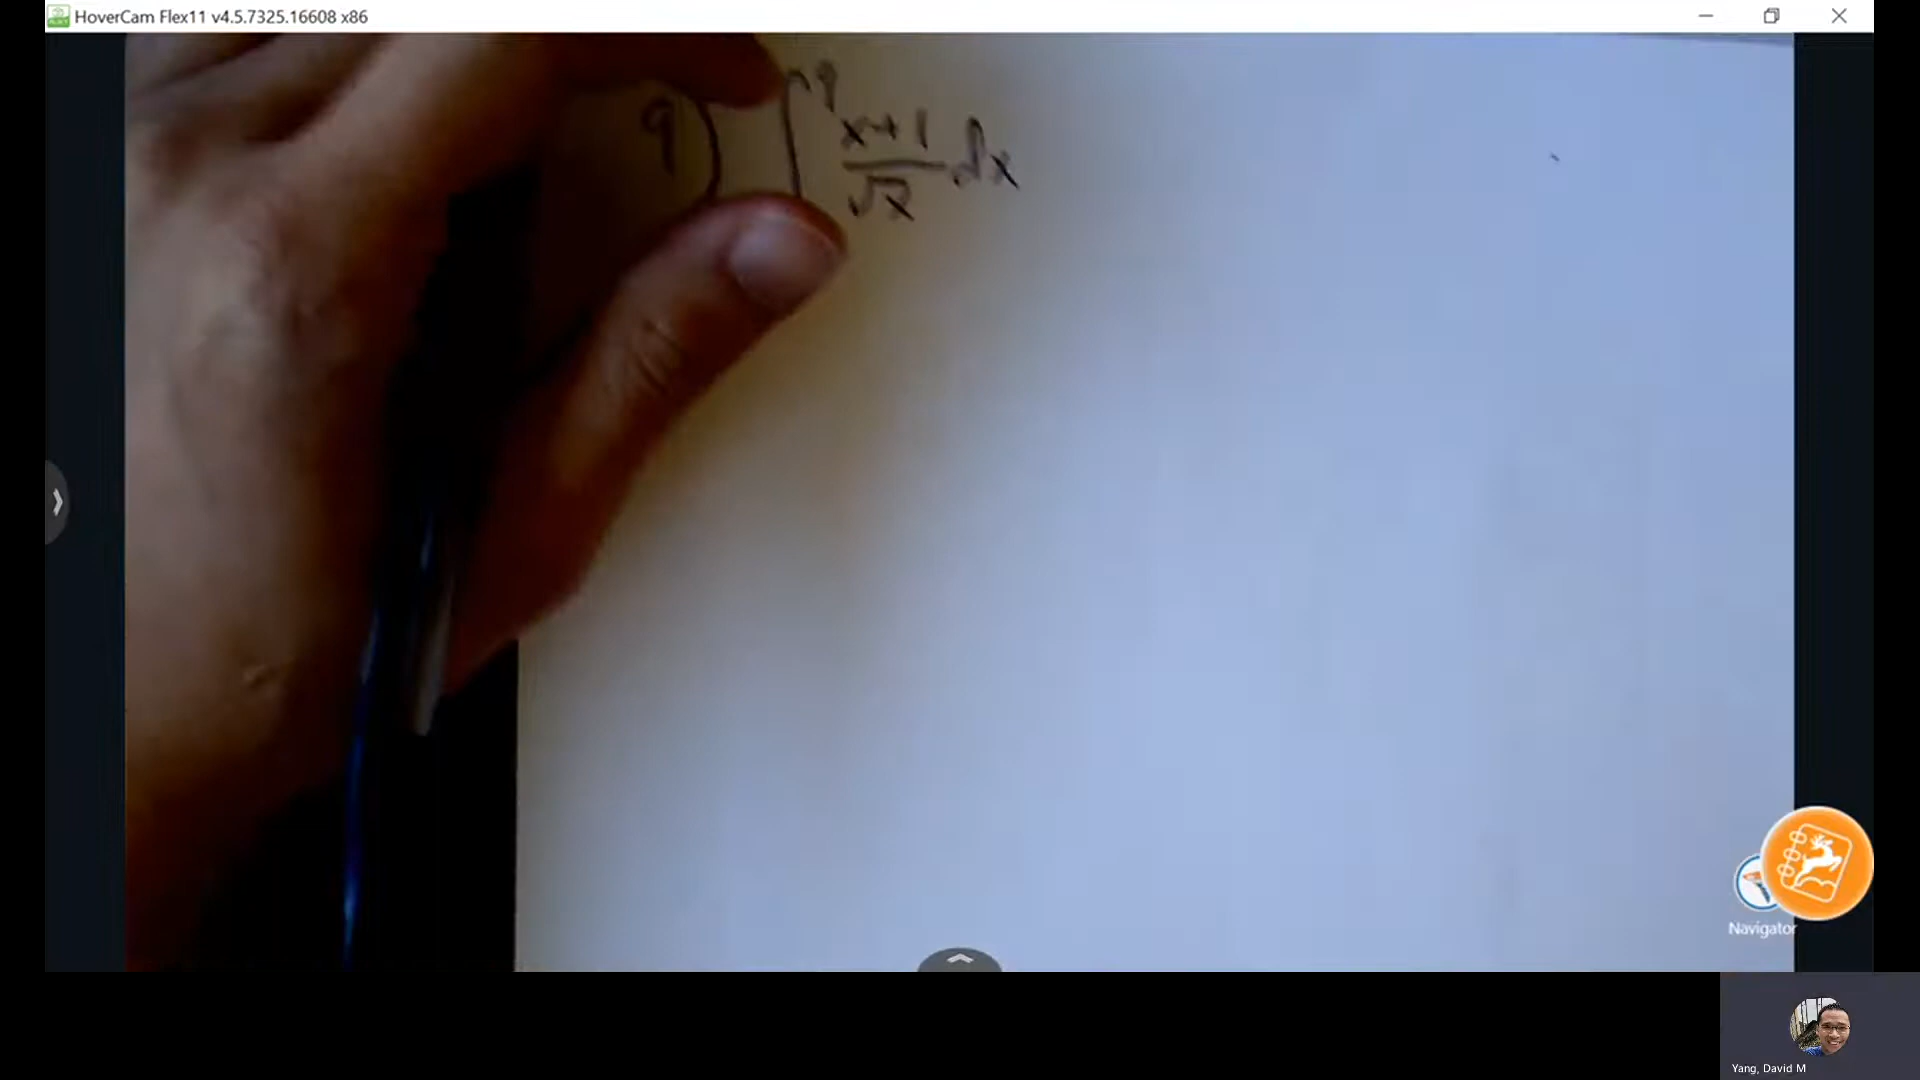 HoverCam Flex11 v4.5.7325.16608 x86
9) ∫^9 x+1
√x dx
Navigator
Yang, David M